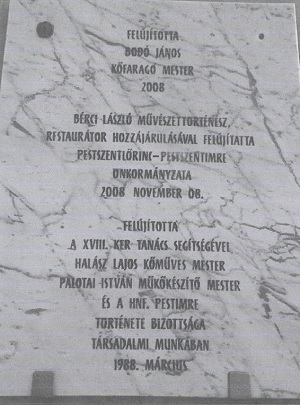 FELÚJÍTOTTA
BODÓ JÁNOS
KŐFARAGÓ MESTER
2008
BÉRCI LÁSZLÓ MŰVÉSZETTÖRTÉNÉSZ,
RESTAURÁTOR HOZZÁJÁRULÁSÁVAL FELÚJÍTATTA
PESTSZENTLŐRINC-PESTSZENTIMRE
ÖNKORMÁNYZATA
2008 NOVEMBER 08.
FELÚJÍTOTTA
A XVIII. KER TANÁCS SEGÍTSÉGÉVEL
HALÁSZ LAJOS KŐMŰVES MESTER
PALOTAI ISTVÁN MŰKŐKÉSZÍTŐ MESTER
ÉS A HNF. PESTIMRE
TÖRTÉNETE BIZOTTSÁGA
TÁRSADALMI MUNKÁBAN
1988. MÁRCIUS